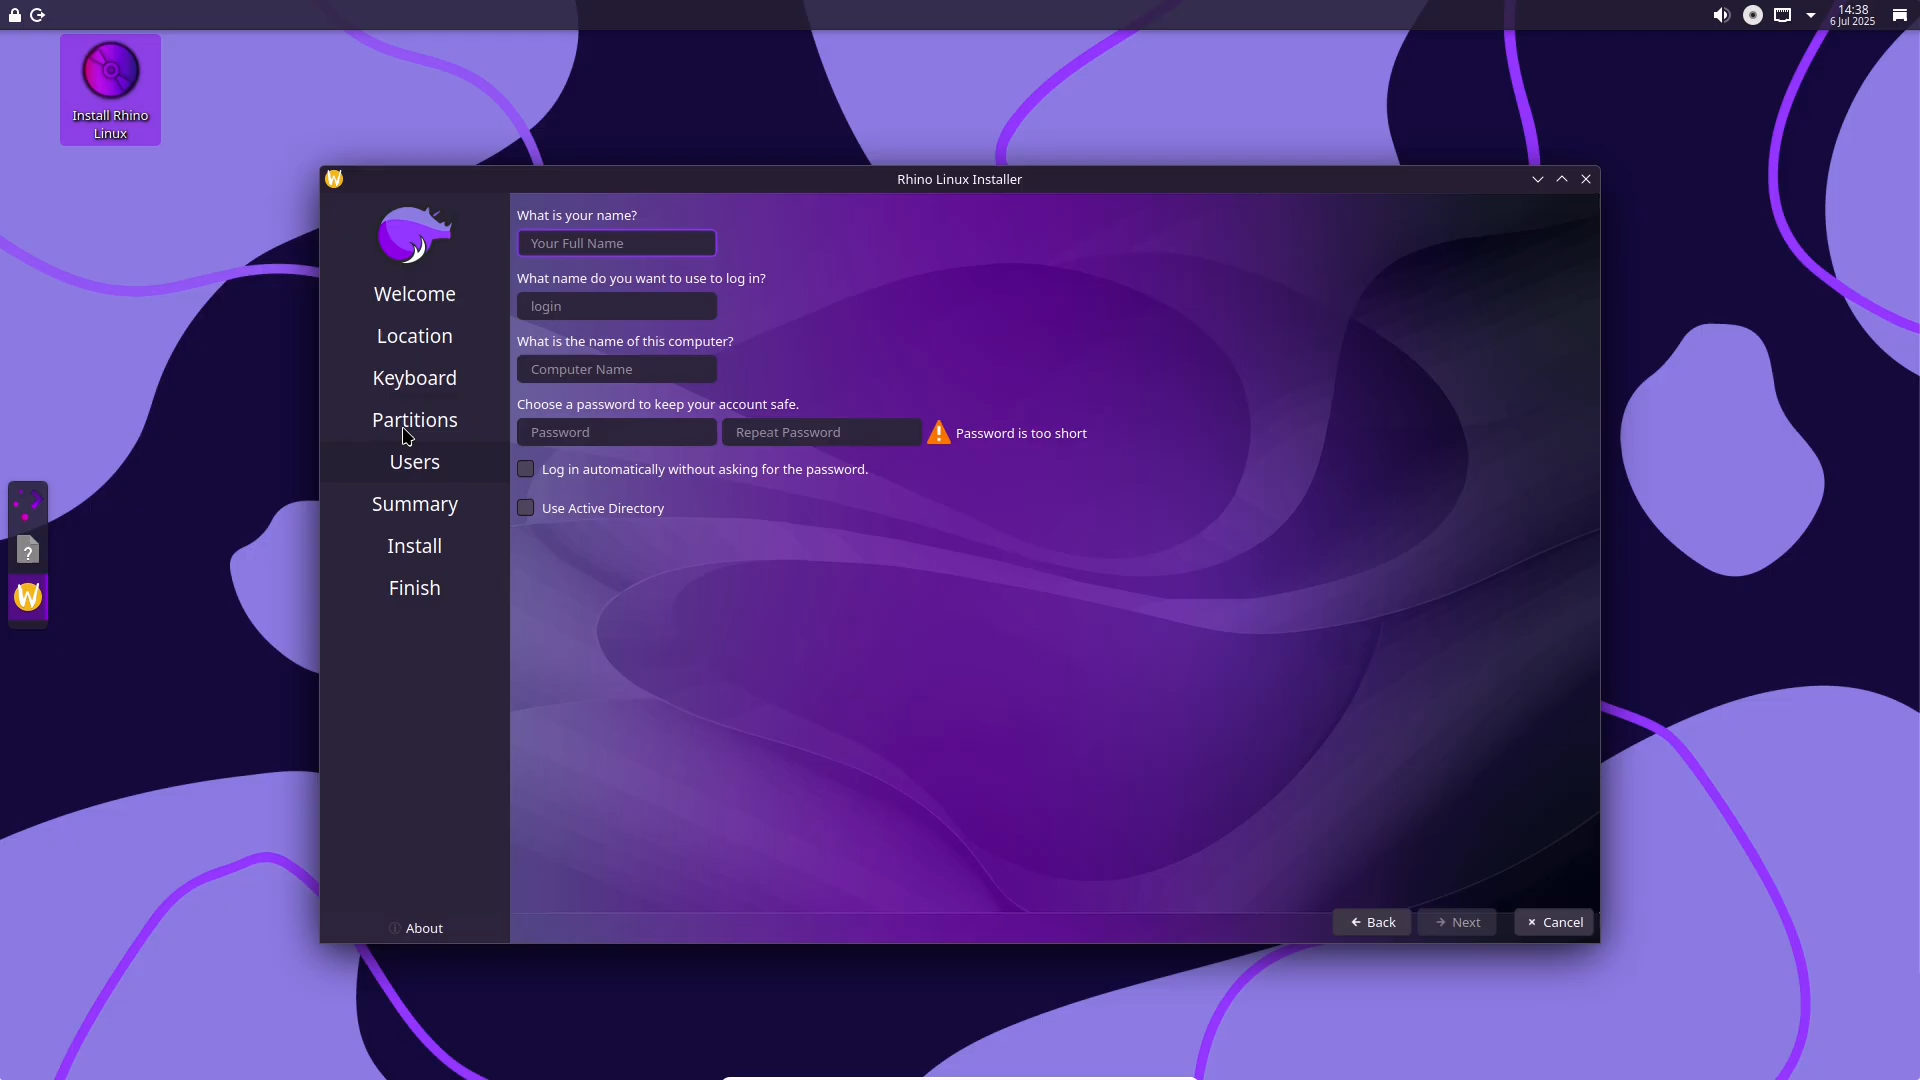 14:38
6 Jul 2025
Install Rhino
Linux
Rhino Linux Installer
What is your name?
Your Full Name
What name do you want to use to log in?
login
What is the name of this computer?
Computer Name
Choose a password to keep your account safe.
Password
Repeat Password
Password is too short
Log in automatically without asking for the password.
Use Active Directory
Welcome
Location
Keyboard
Partitions
Users
Summary
Install
Finish
About
Back
Next
Cancel